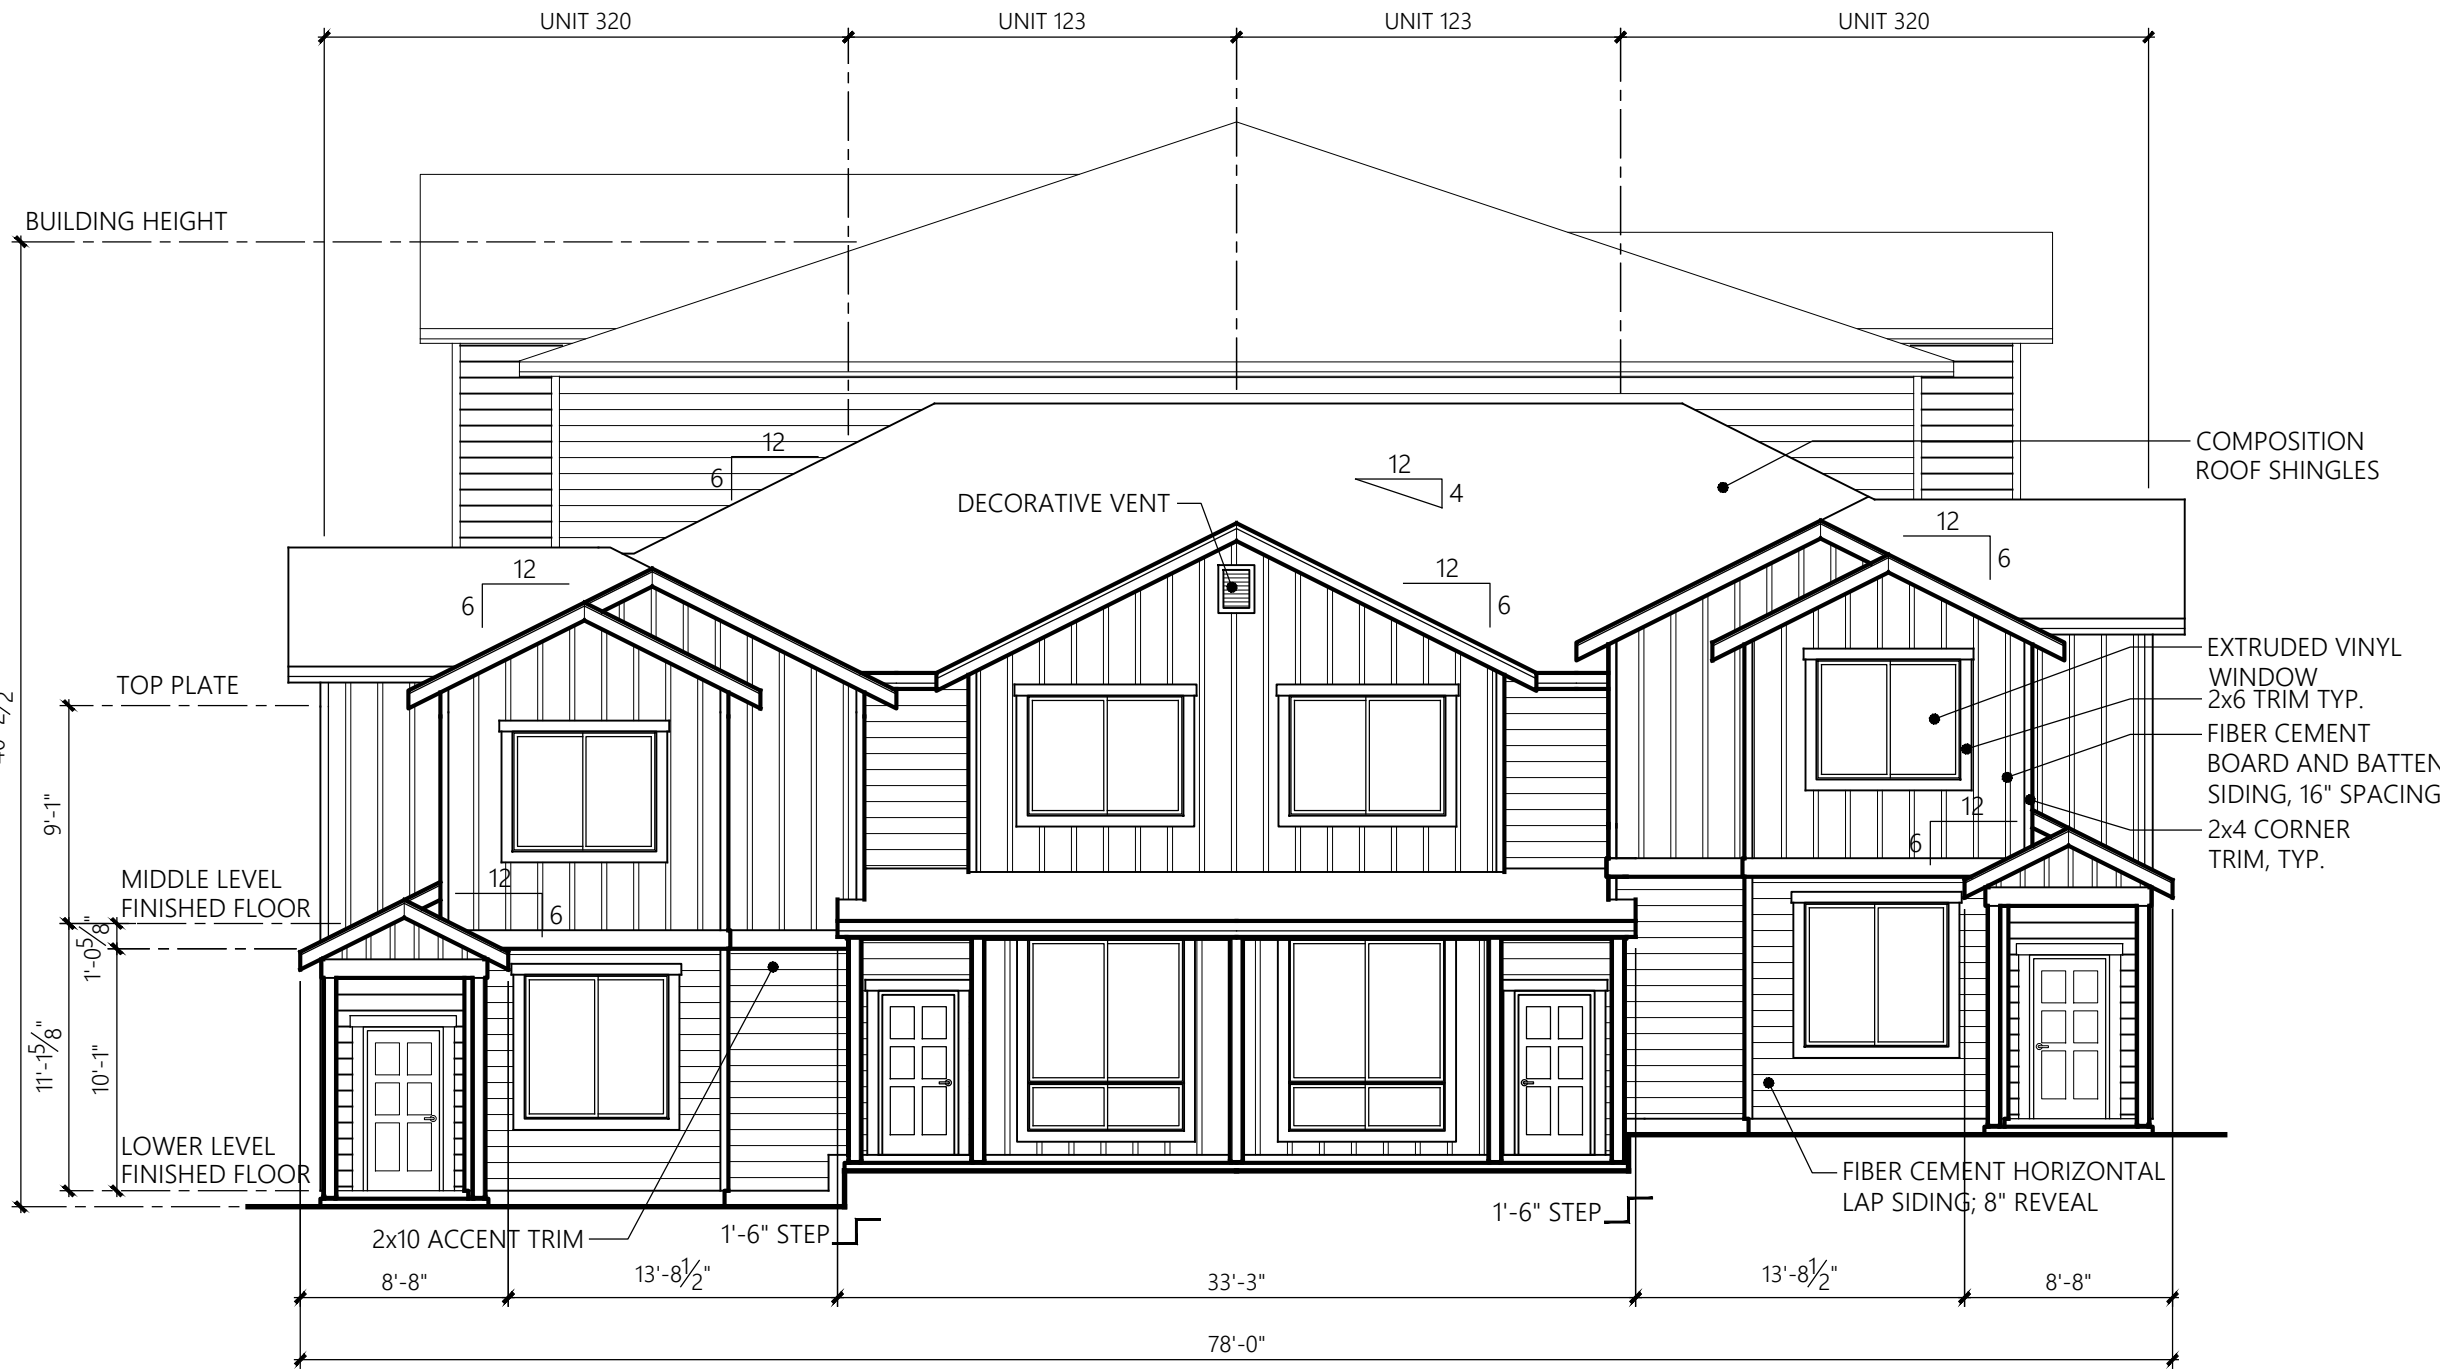 UNIT 320
UNIT 123
UNIT 123
UNIT 320
BUILDING HEIGHT
12
6
12
4
COMPOSITION
ROOF SHINGLES
DECORATIVE VENT
12
6
12
6
12
6
TOP PLATE
EXTRUDED VINYL
WINDOW
2x6 TRIM TYP.
FIBER CEMENT
BOARD AND BATTEN
SIDING, 16" SPACING
2x4 CORNER
TRIM, TYP.
9'-1"
12
6
12
6
MIDDLE LEVEL
FINISHED FLOOR
1'-0⅝"
11'-1⅝"
10'-1"
LOWER LEVEL
FINISHED FLOOR
FIBER CEMENT HORIZONTAL
LAP SIDING; 8" REVEAL
2x10 ACCENT TRIM
1'-6" STEP
1'-6" STEP
8'-8"
13'-8½"
33'-3"
13'-8½"
8'-8"
78'-0"